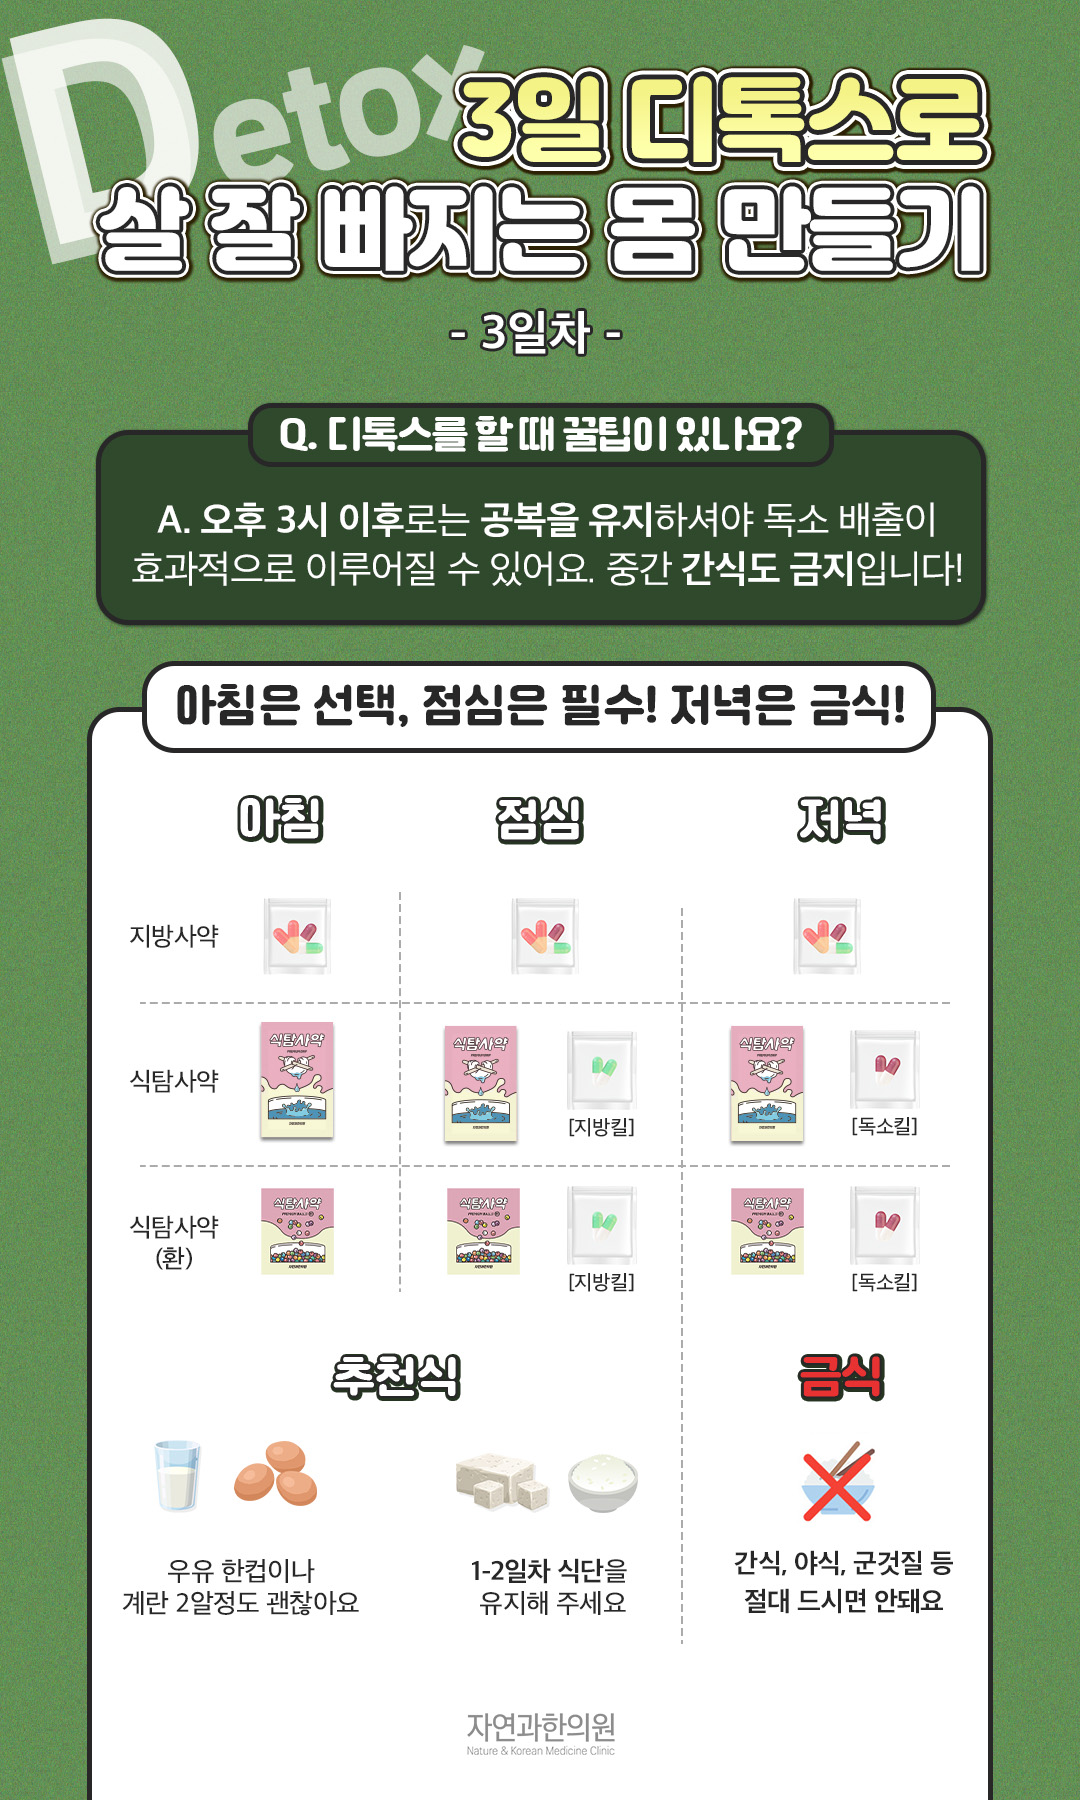 Detox
3일 디톡스로
살 잘 빠지는 몸 만들기
- 3일차 -
Q. 디톡스를 할 때 꿀팁이 있나요?
A. 오후 3시 이후로는 공복을 유지하셔야 독소 배출이
효과적으로 이루어질 수 있어요. 중간 간식도 금지입니다!
아침은 선택, 점심은 필수! 저녁은 금식!
아침 점심 저녁
지방사약
식탐사약
식탐사약 식탐사약 식탐사약
[지방킬] [독소킬]
식탐사약
(환)
식탐사약 식탐사약 식탐사약
[지방킬] [독소킬]
추천식 금식
우유 한컵이나
계란 2알정도 괜찮아요
1-2일차 식단을
유지해 주세요
간식, 야식, 군것질 등
절대 드시면 안돼요
자연과한의원
Nature & Korean Medicine Clinic